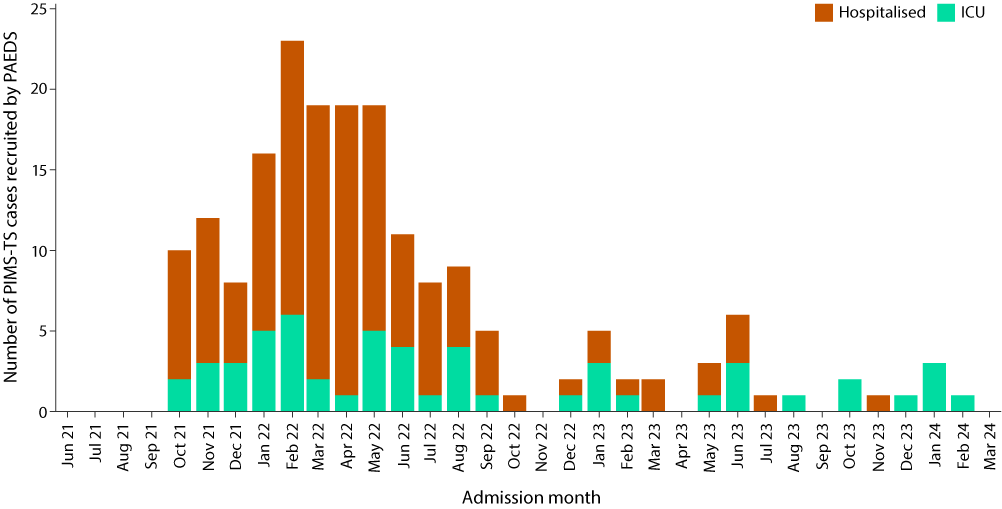 Hospitalised
ICU
Number of PIMS-TS cases recruited by PAEDS
25
20
15
10
5
0
Jun 21
Jul 21
Aug 21
Sep 21
Oct 21
Nov 21
Dec 21
Jan 22
Feb 22
Mar 22
Apr 22
May 22
Jun 22
Jul 22
Aug 22
Sep 22
Oct 22
Nov 22
Dec 22
Jan 23
Feb 23
Mar 23
Apr 23
May 23
Jun 23
Jul 23
Aug 23
Sep 23
Oct 23
Nov 23
Dec 23
Jan 24
Feb 24
Mar 24
Admission month